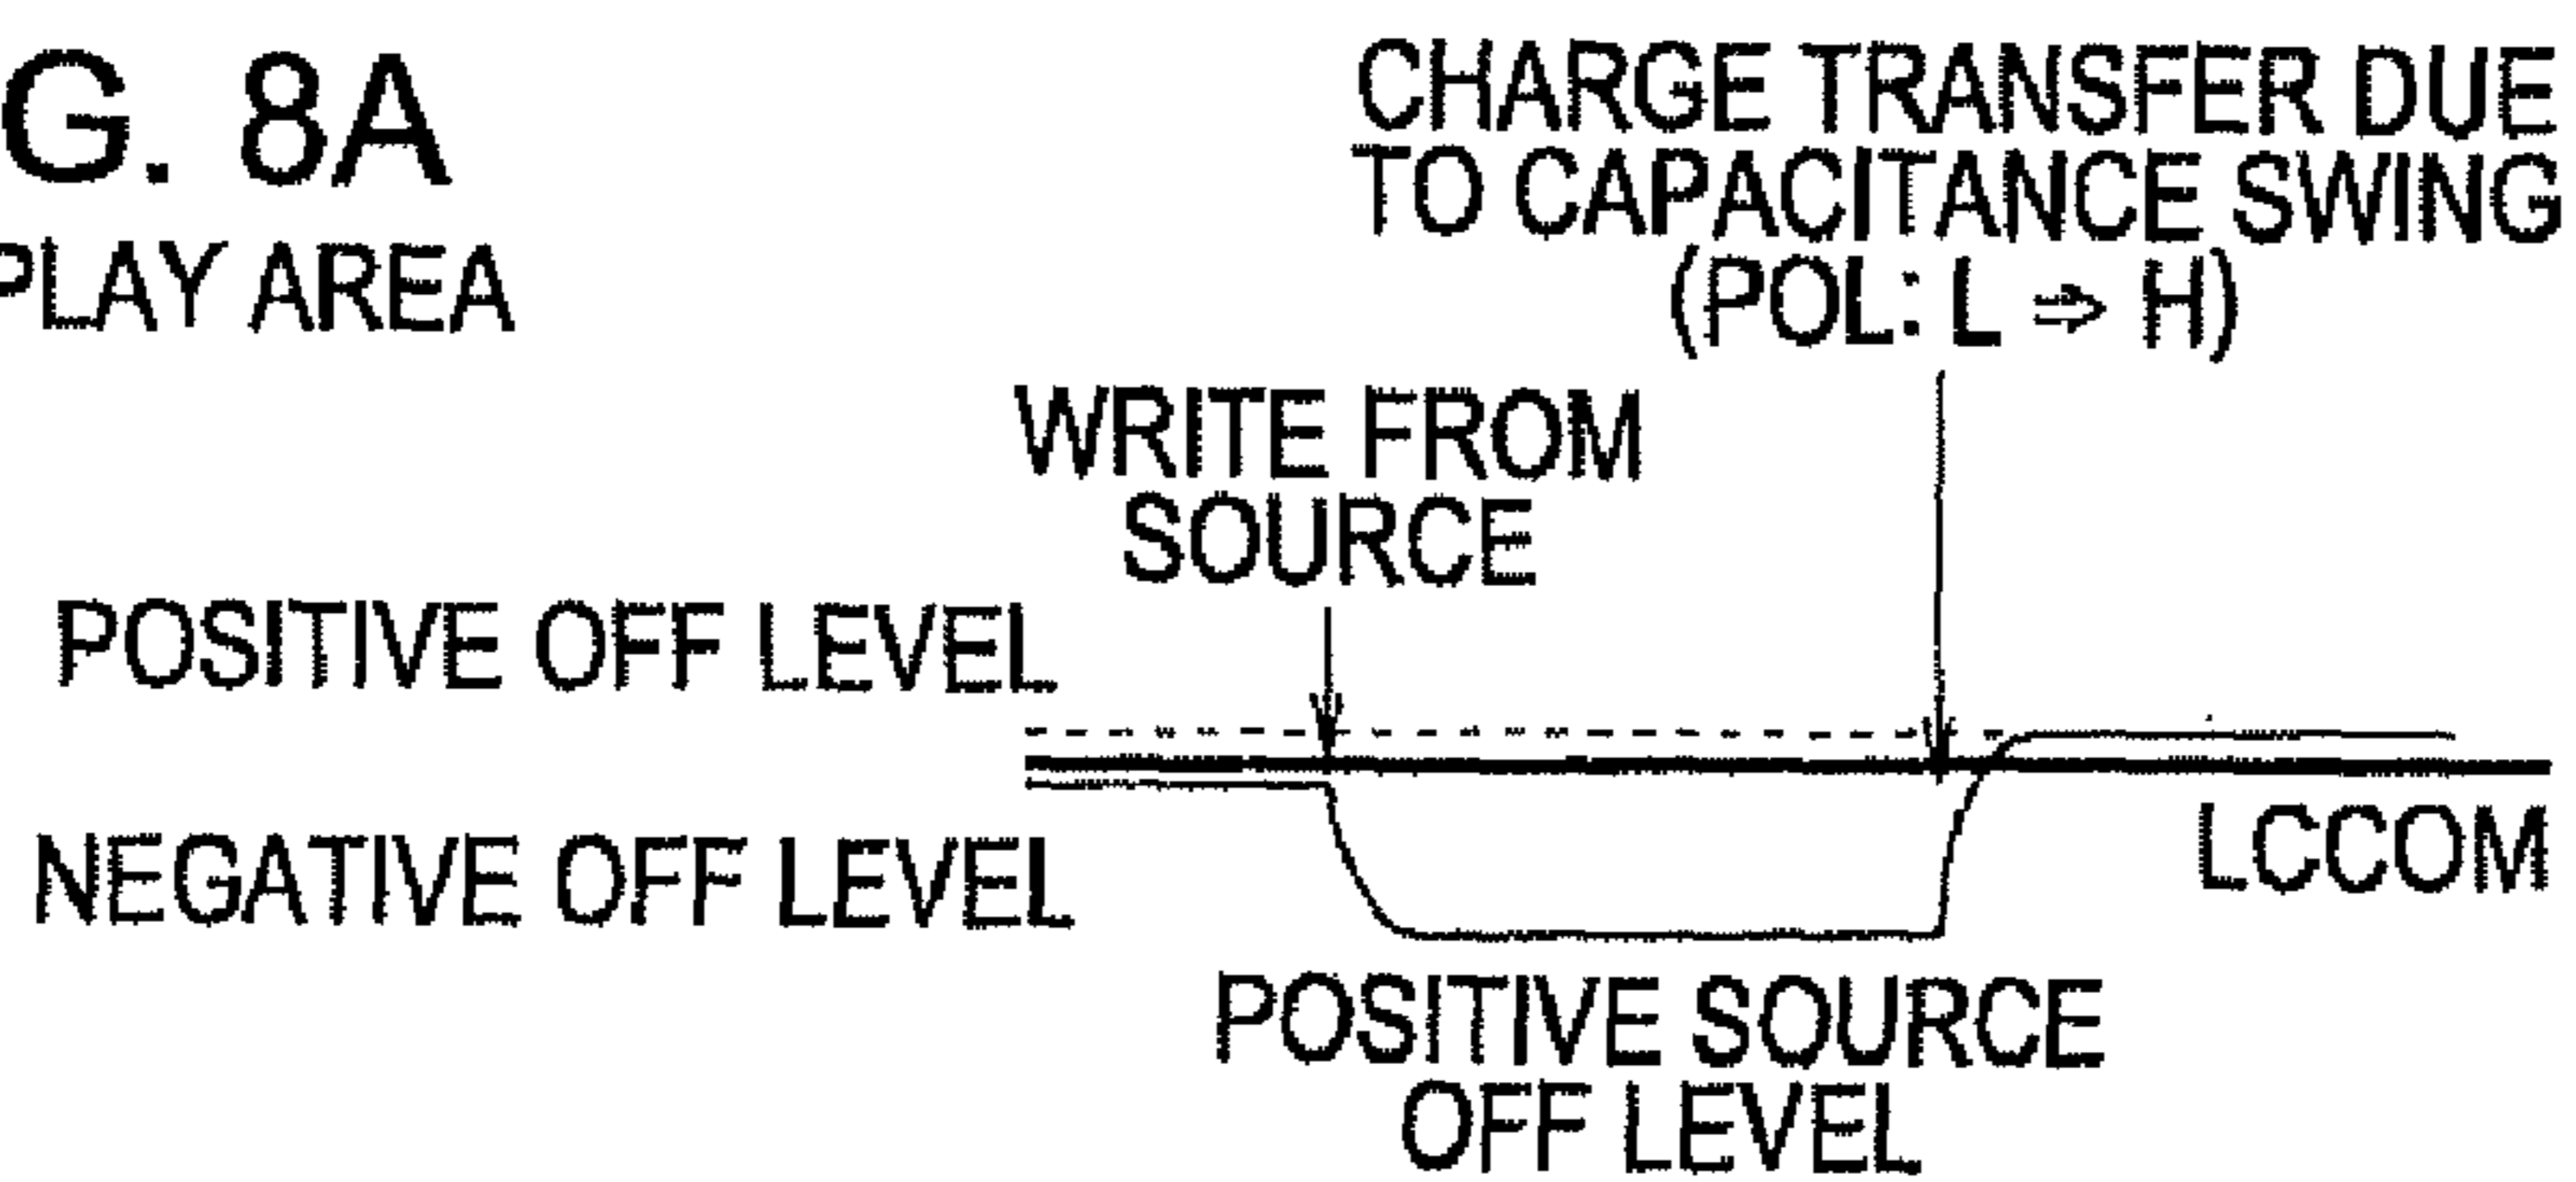 G. 8A
PLAY AREA
CHARGE TRANSFER DUE
TO CAPACITANCE SWING
(POL: L ⇒ H)
WRITE FROM
SOURCE
POSITIVE OFF LEVEL
NEGATIVE OFF LEVEL
LCCOM
POSITIVE SOURCE
OFF LEVEL